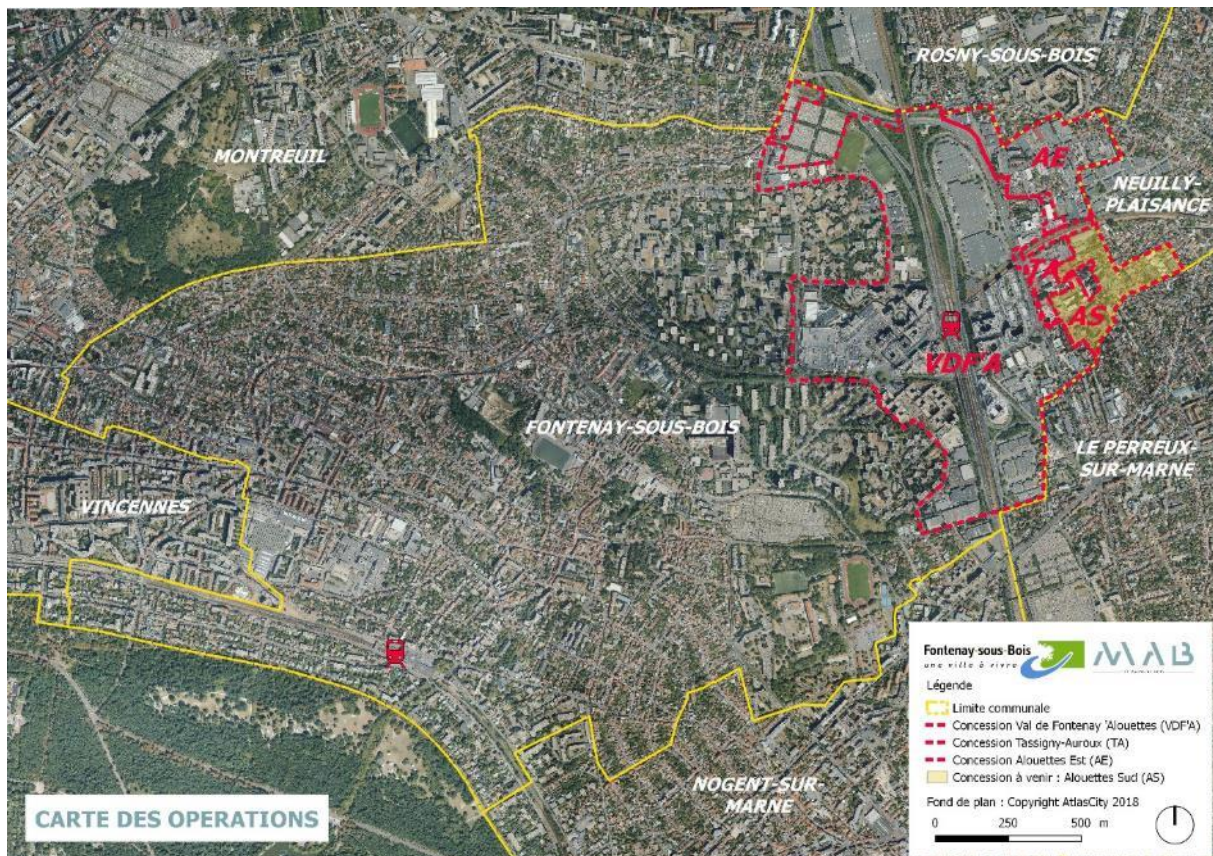 ROSNY-SOUS-BOIS
MONTREUIL
AE
NEUILLY-
PLAISANCE
TA
AS
VDF'A
FONTENAY-SOUS-BOIS
LE PERREUX-
SUR-MARNE
VINCENNES
NOGENT-SUR-
MARNE
CARTE DES OPERATIONS
Fontenay-sous-Bois
une ville à vivre
MAB
Légende
Limite communale
Concession Val de Fontenay 'Alouettes (VDF'A)
Concession Tassigny-Auroux (TA)
Concession Alouettes Est (AE)
Concession à venir : Alouettes Sud (AS)
Fond de plan : Copyright AtlasCity 2018
0 250 500 m